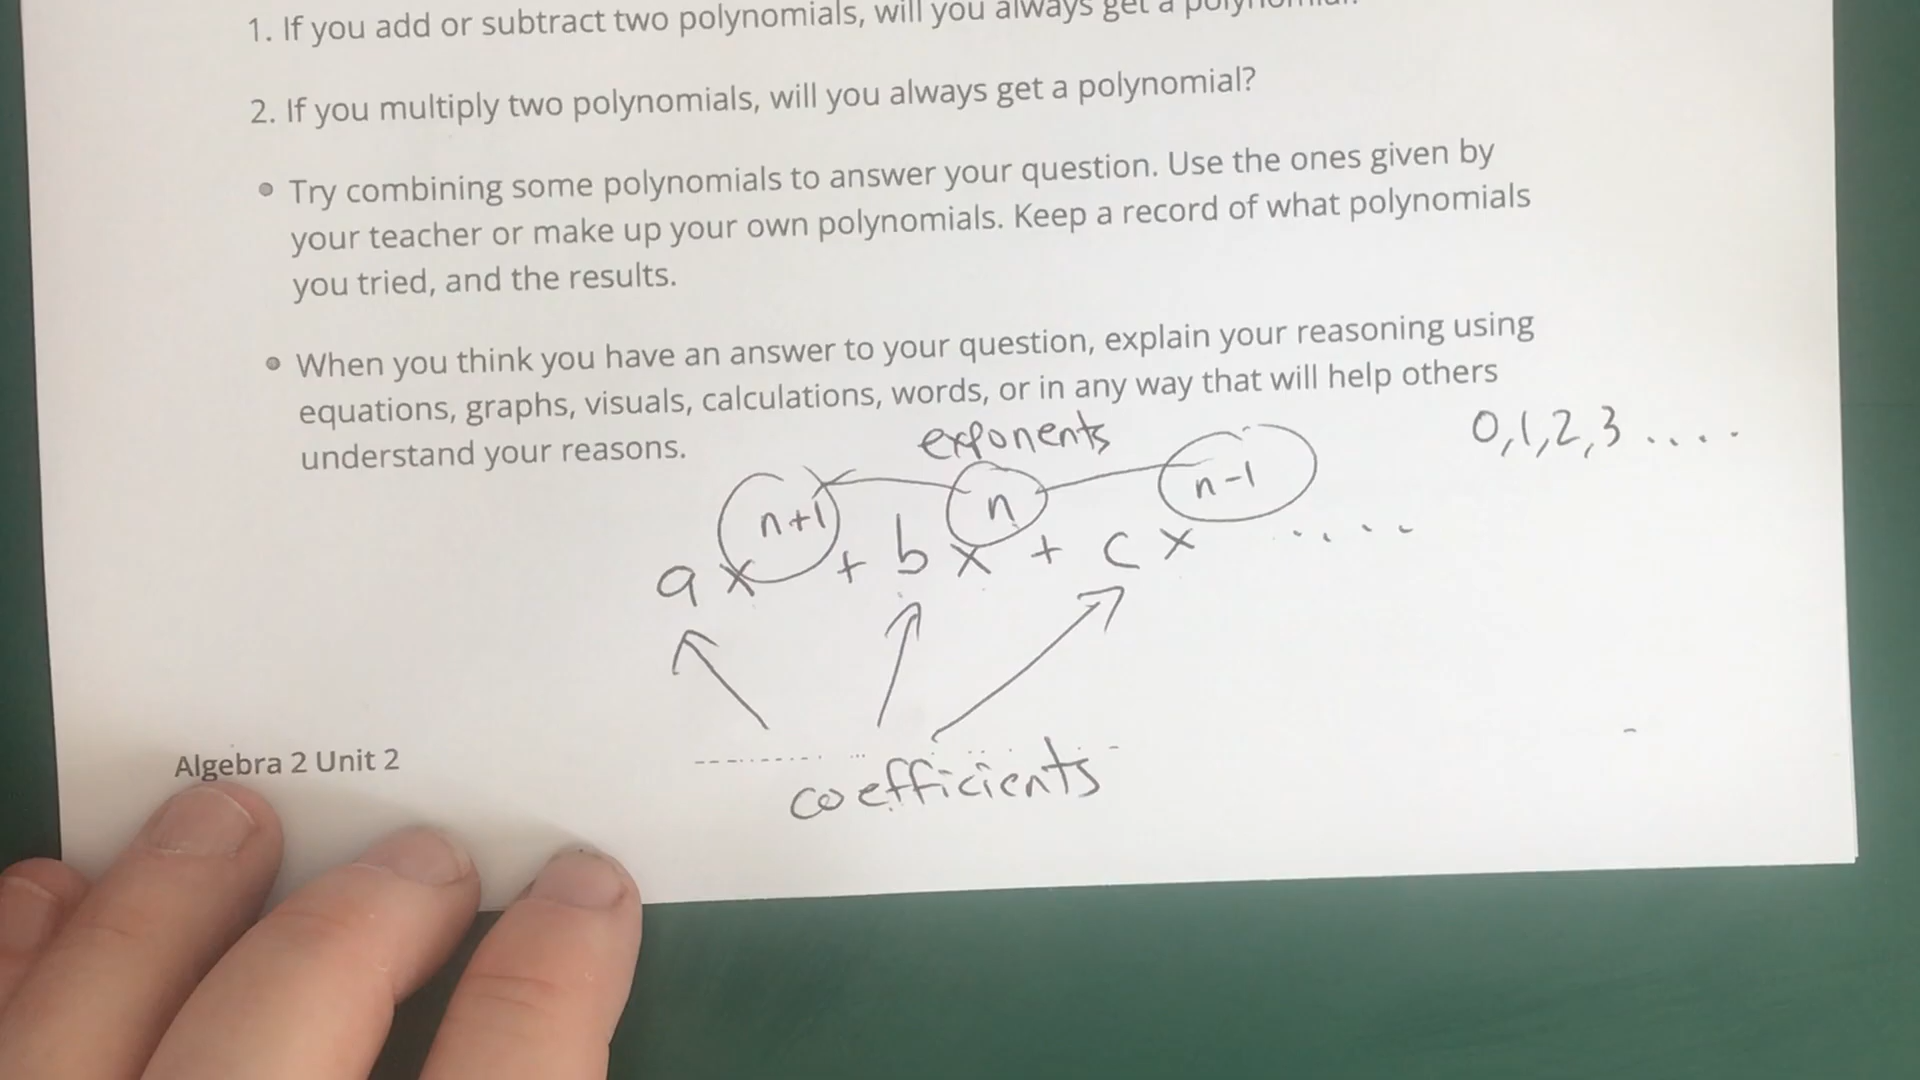 1. If you add or subtract two polynomials, will you always get a polynomial?
2. If you multiply two polynomials, will you always get a polynomial?
Try combining some polynomials to answer your question. Use the ones given by
your teacher or make up your own polynomials. Keep a record of what polynomials
you tried, and the results.
When you think you have an answer to your question, explain your reasoning using
equations, graphs, visuals, calculations, words, or in any way that will help others
understand your reasons.
0,1,2,3 ....
exponents
n+1 n n-1
a x + b x + c x ....
coefficients
Algebra 2 Unit 2